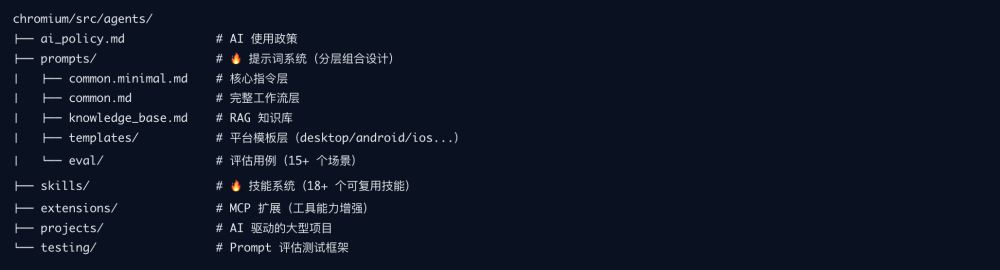 chromium/src/agents/
├── ai_policy.md # AI 使用政策
├── prompts/ # 🔥 提示词系统（分层组合设计）
│   ├── common.minimal.md # 核心指令层
│   ├── common.md # 完整工作流层
│   ├── knowledge_base.md # RAG 知识库
│   ├── templates/ # 平台模板层（desktop/android/ios...）
│   └── eval/ # 评估用例（15+ 个场景）
├── skills/ # 🔥 技能系统（18+ 个可复用技能）
├── extensions/ # MCP 扩展（工具能力增强）
├── projects/ # AI 驱动的大型项目
└── testing/ # Prompt 评估测试框架